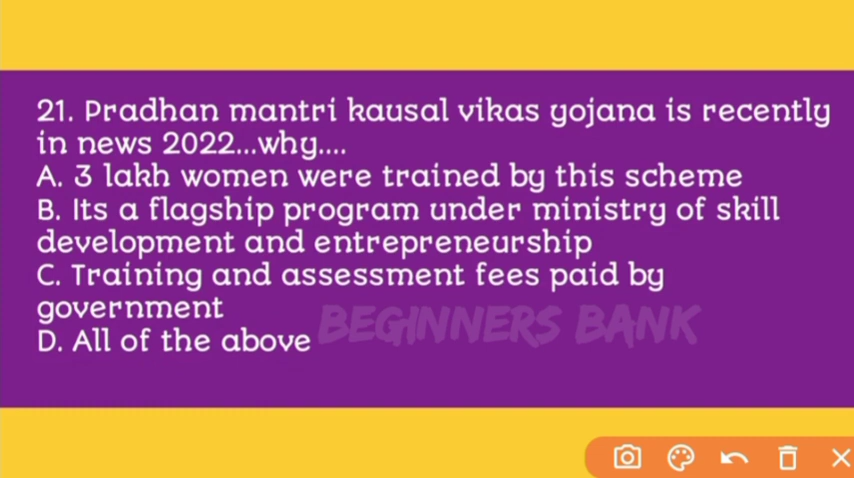 21. Pradhan mantri kausal vikas yojana is recently
in news 2022...why....
A. 3 lakh women were trained by this scheme
B. Its a flagship program under ministry of skill
development and entrepreneurship
C. Training and assessment fees paid by
government
D. All of the above
BEGINNERS BANK